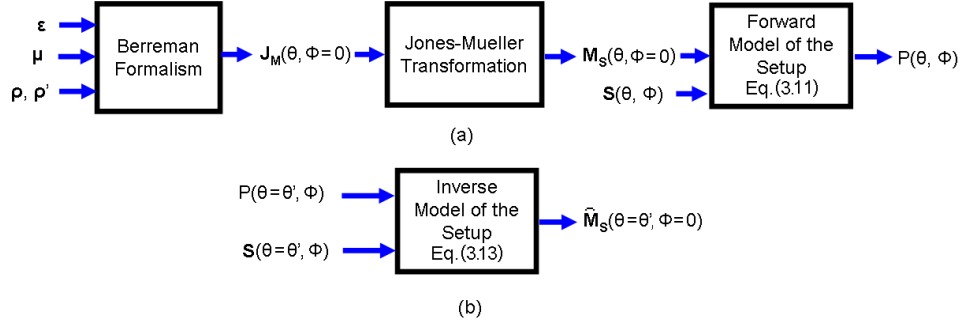 ε
μ
ρ, ρ'
Berreman
Formalism
J_M(θ, Φ=0)
Jones-Mueller
Transformation
M_S(θ,Φ=0)
S(θ, Φ)
Forward
Model of the
Setup
Eq.(3.11)
P(θ, Φ)
(a)
P(θ=θ', Φ)
S(θ=θ', Φ)
Inverse
Model of the
Setup
Eq.(3.13)
M̂_S(θ=θ', Φ=0)
(b)